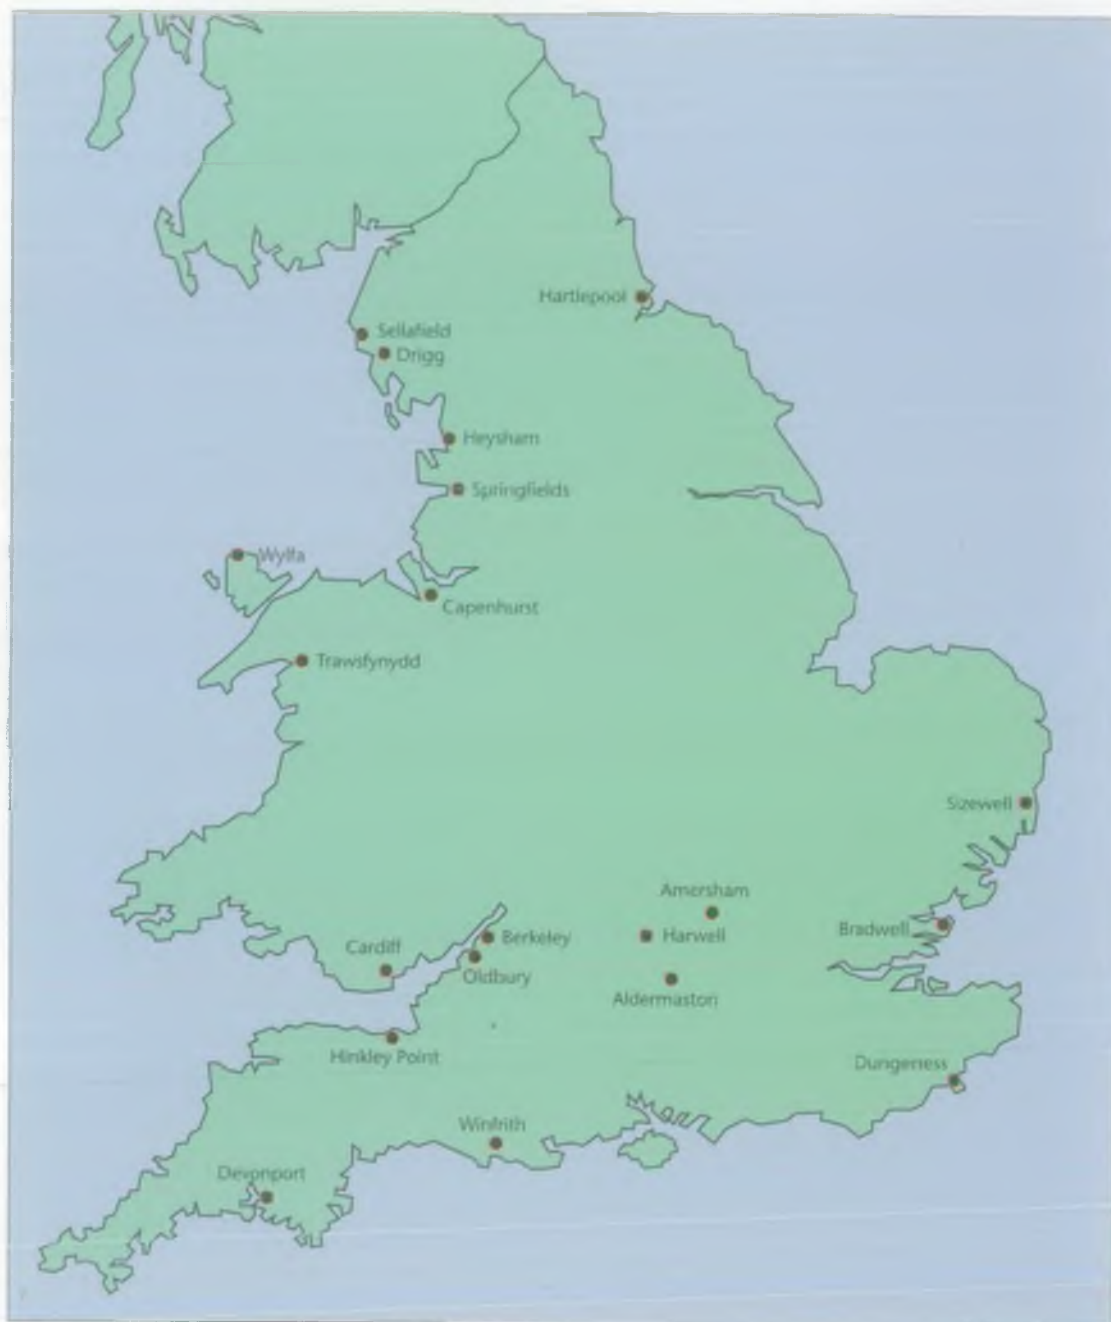 Hartlepool
Sellafield
Drigg
Heysham
Springfields
Wylfa
Capenhurst
Trawsfynydd
Sizewell
Amersham
Bradwell
Berkeley
Harwell
Cardiff
Oldbury
Aldermaston
Hinkley Point
Dungeness
Winfrith
Devonport